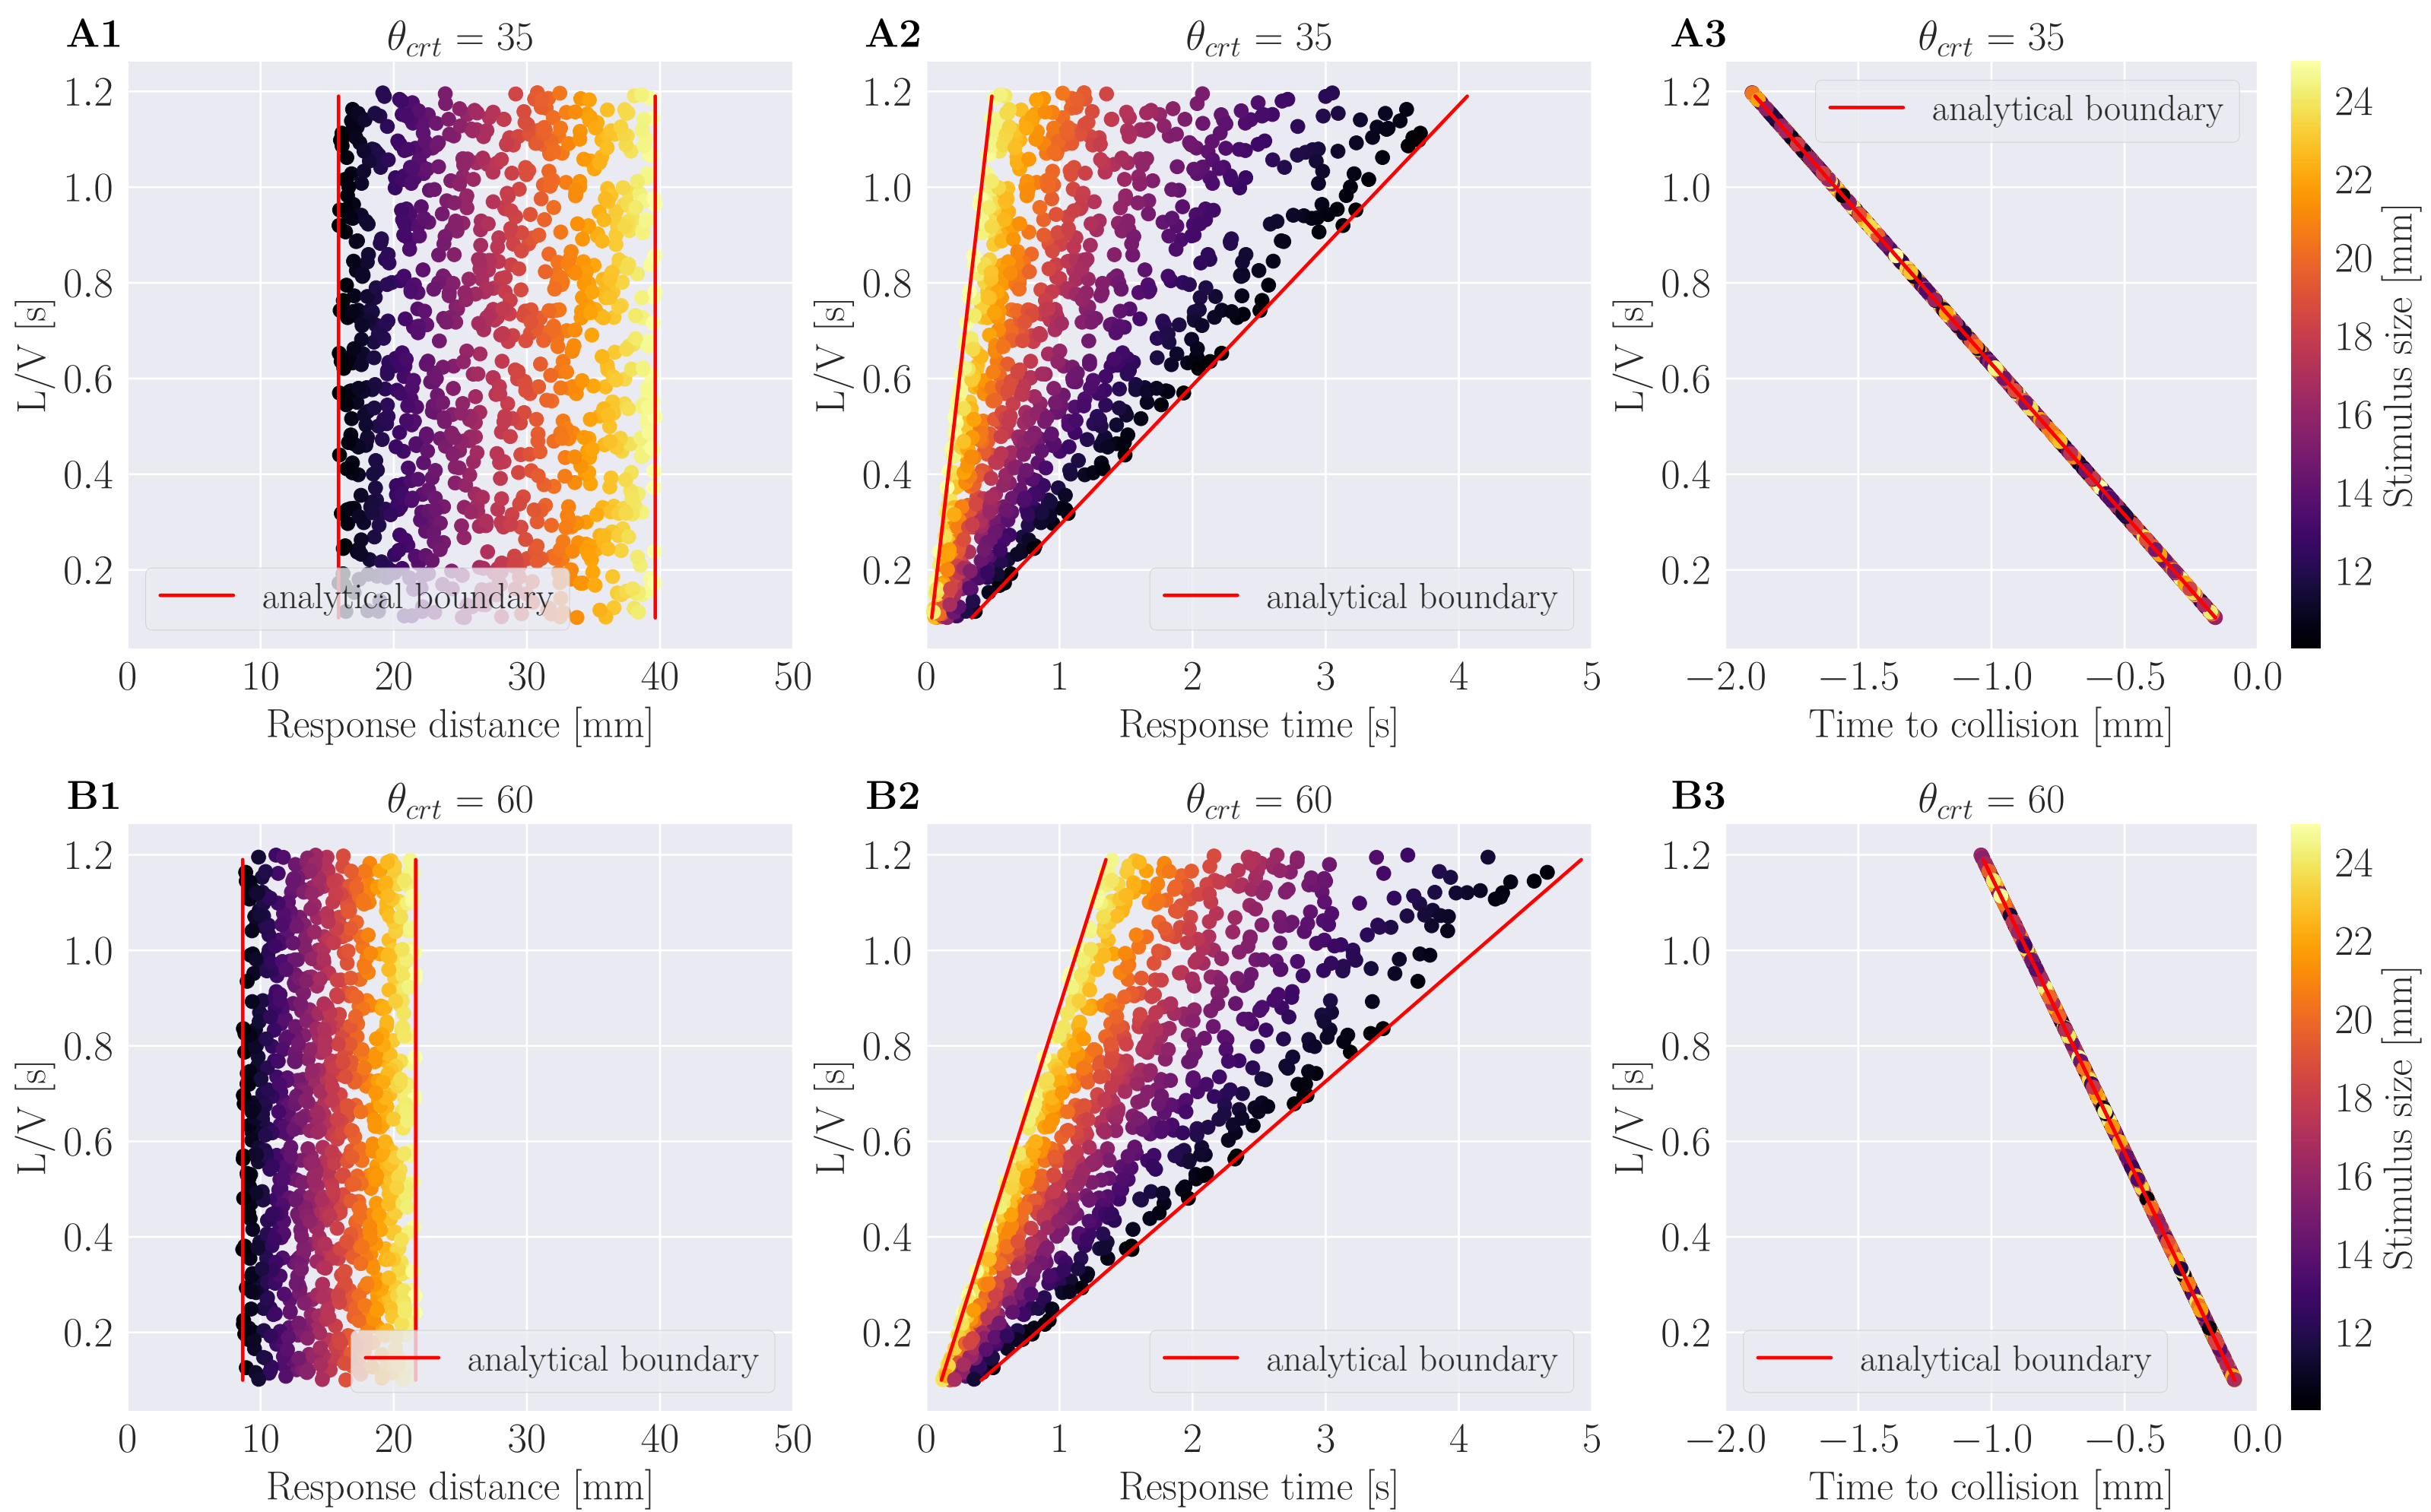 A1
θ_crt = 35
A2
θ_crt = 35
A3
θ_crt = 35
1.2
1.0
0.8
0.6
0.4
0.2
L/V [s]
analytical boundary
0 10 20 30 40 50
Response distance [mm]
1.2
1.0
0.8
0.6
0.4
0.2
L/V [s]
analytical boundary
0 1 2 3 4 5
Response time [s]
1.2
1.0
0.8
0.6
0.4
0.2
L/V [s]
analytical boundary
−2.0 −1.5 −1.0 −0.5 0.0
Time to collision [mm]
24
22
20
18
16
14
12
Stimulus size [mm]
B1
θ_crt = 60
B2
θ_crt = 60
B3
θ_crt = 60
1.2
1.0
0.8
0.6
0.4
0.2
L/V [s]
analytical boundary
0 10 20 30 40 50
Response distance [mm]
1.2
1.0
0.8
0.6
0.4
0.2
L/V [s]
analytical boundary
0 1 2 3 4 5
Response time [s]
1.2
1.0
0.8
0.6
0.4
0.2
L/V [s]
analytical boundary
−2.0 −1.5 −1.0 −0.5 0.0
Time to collision [mm]
24
22
20
18
16
14
12
Stimulus size [mm]